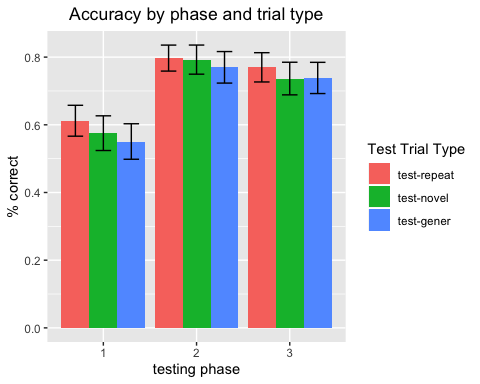 Accuracy by phase and trial type
% correct
0.8
0.6
0.4
0.2
0.0
1 2 3
testing phase
Test Trial Type
test-repeat
test-novel
test-gener